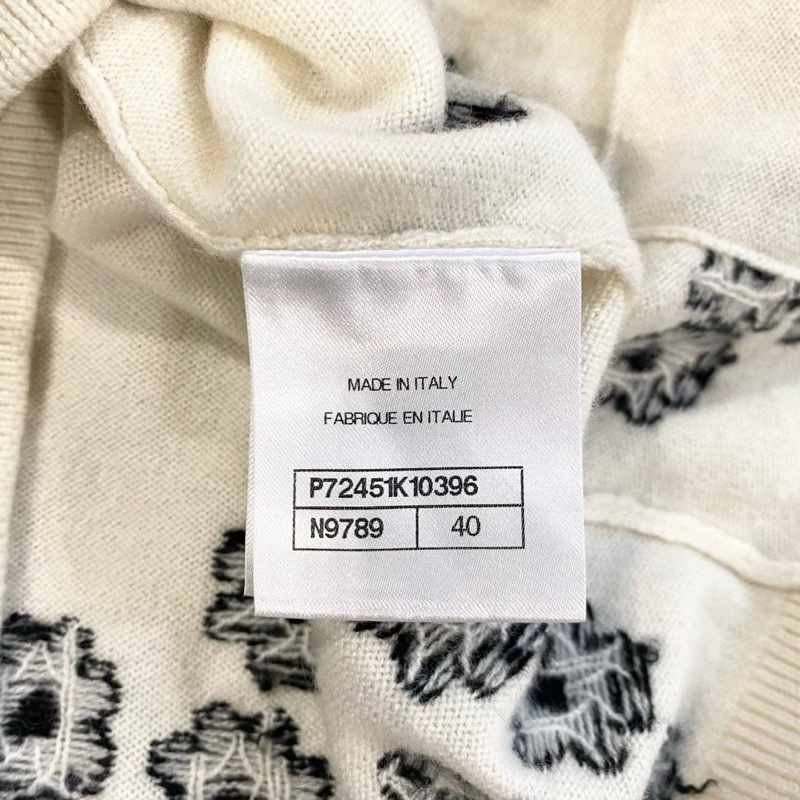 MADE IN ITALY
FABRIQUE EN ITALIE
P72451K10396
N9789 40